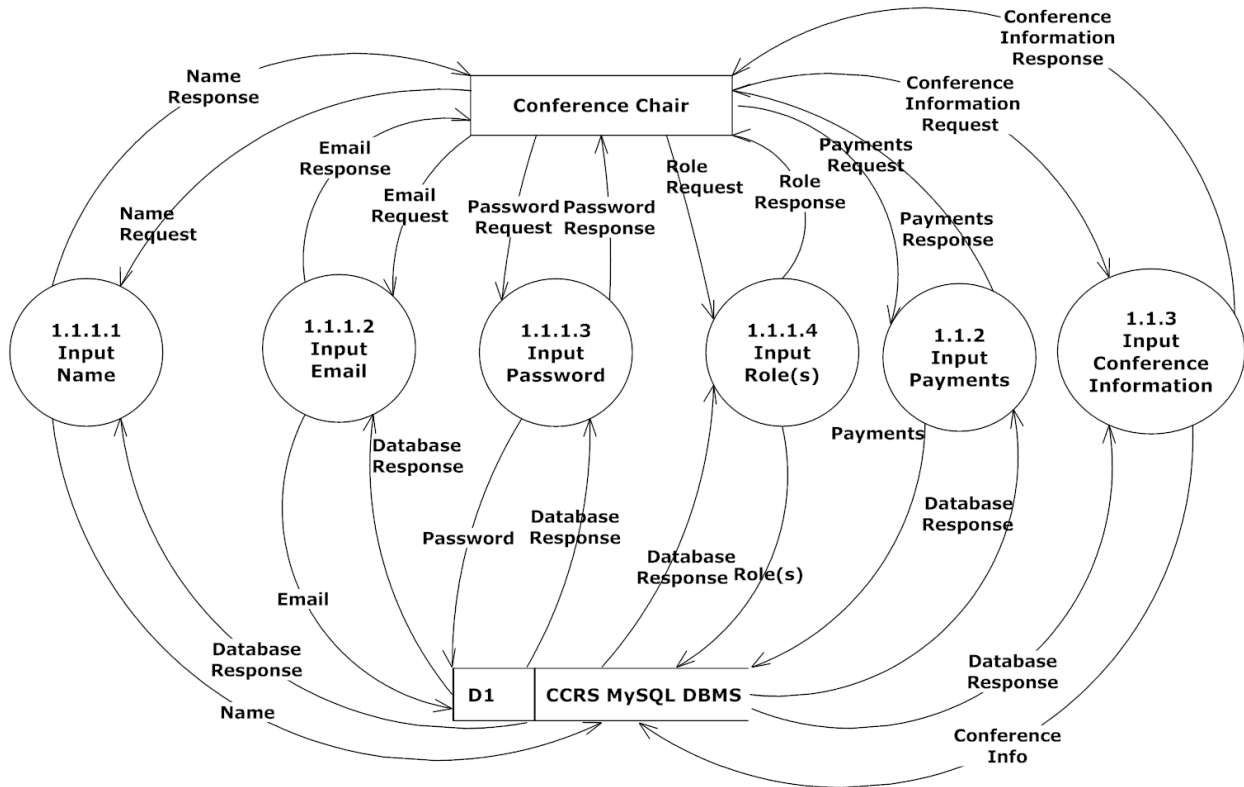 Conference
Information
Response
Name
Response
Conference Chair
Conference
Information
Request
Email
Response
Role
Request
Payments
Request
Role
Response
Email
Request
Password
Request
Password
Response
Name
Request
Payments
Response
1.1.1.1
Input
Name
1.1.1.2
Input
Email
1.1.1.3
Input
Password
1.1.1.4
Input
Role(s)
1.1.2
Input
Payments
1.1.3
Input
Conference
Information
Database
Response
Payments
Password
Database
Response
Database
Response
Role(s)
Database
Response
Email
Database
Response
Name
D1
CCRS MySQL DBMS
Database
Response
Conference
Info